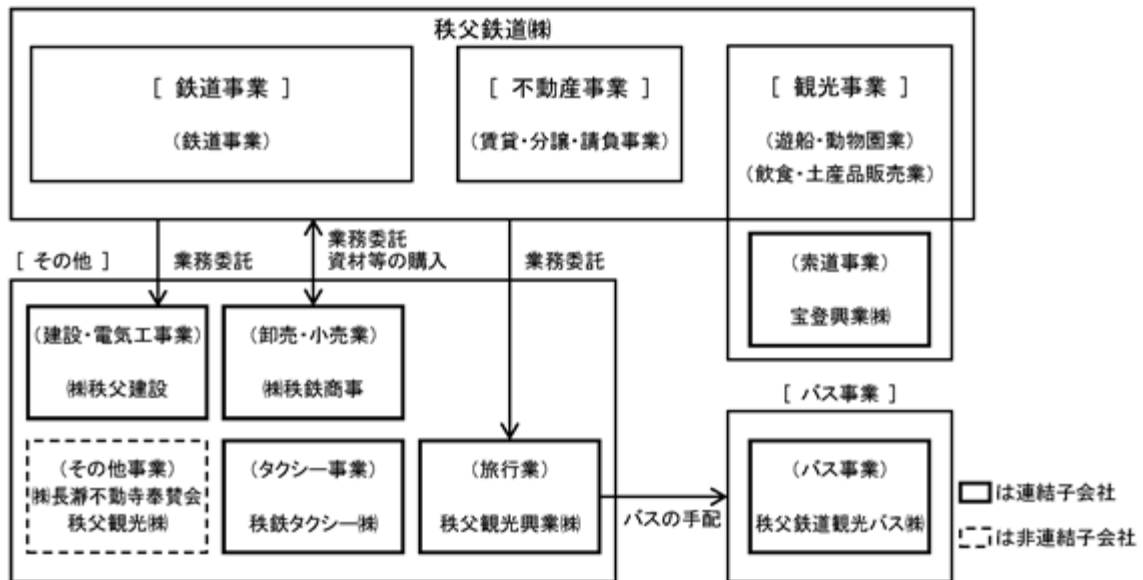 秩父鉄道㈱
[ 鉄道事業 ]
(鉄道事業)
[ 不動産事業 ]
(賃貸・分譲・請負事業)
[ 観光事業 ]
(遊船・動物園業)
(飲食・土産品販売業)
(索道事業)
宝登興業㈱
[ その他 ]
業務委託
業務委託
資材等の購入
業務委託
(建設・電気工事業)
㈱秩父建設
(卸売・小売業)
㈱秩鉄商事
(その他事業)
㈱長瀞不動寺奉賛会
秩父観光㈱
(タクシー事業)
秩鉄タクシー㈱
(旅行業)
秩父観光興業㈱
バスの手配
[ バス事業 ]
(バス事業)
秩父鉄道観光バス㈱
は連結子会社
は非連結子会社